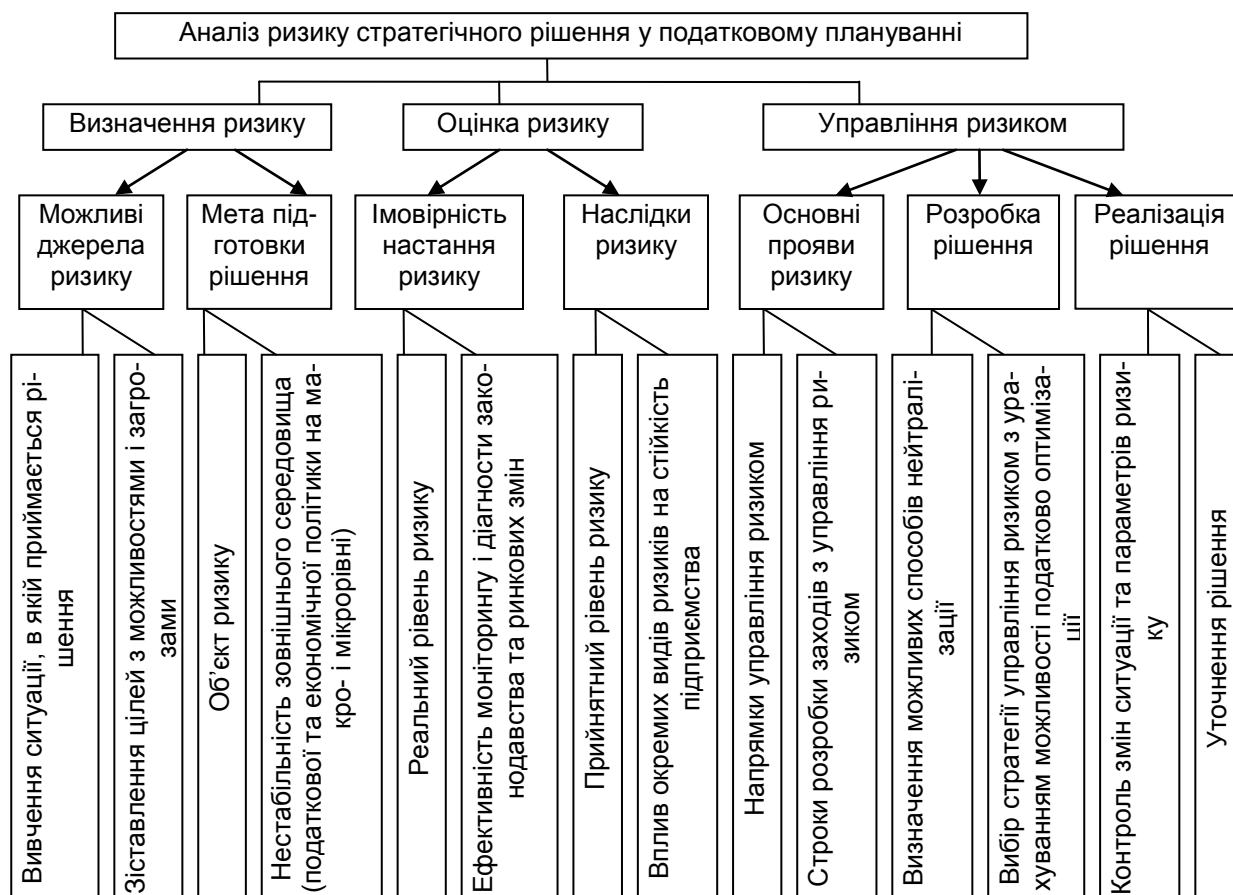 Аналіз ризику стратегічного рішення у податковому плануванні
Визначення ризику
Оцінка ризику
Управління ризиком
Можливі
джерела
ризику
Мета під-
готовки
рішення
Імовірність
настання
ризику
Наслідки
ризику
Основні
прояви
ризику
Розробка
рішення
Реалізація
рішення
Вивчення ситуації, в якій приймається рі-
шення
Зіставлення цілей з можливостями і загро-
зами
Об’єкт ризику
Нестабільність зовнішнього середовища
(податкової та економічної політики на ма-
кро- і мікрорівні)
Реальний рівень ризику
Ефективність моніторингу і діагности зако-
нодавства та ринкових змін
Прийнятний рівень ризику
Вплив окремих видів ризиків на стійкість
підприємства
Напрямки управління ризиком
Строки розробки заходів з управління ри-
зиком
Визначення можливих способів нейтралі-
зації
Вибір стратегії управління ризиком з ура-
хуванням можливості податково оптиміза-
ції
Контроль змін ситуації та параметрів ризи-
ку
Уточнення рішення